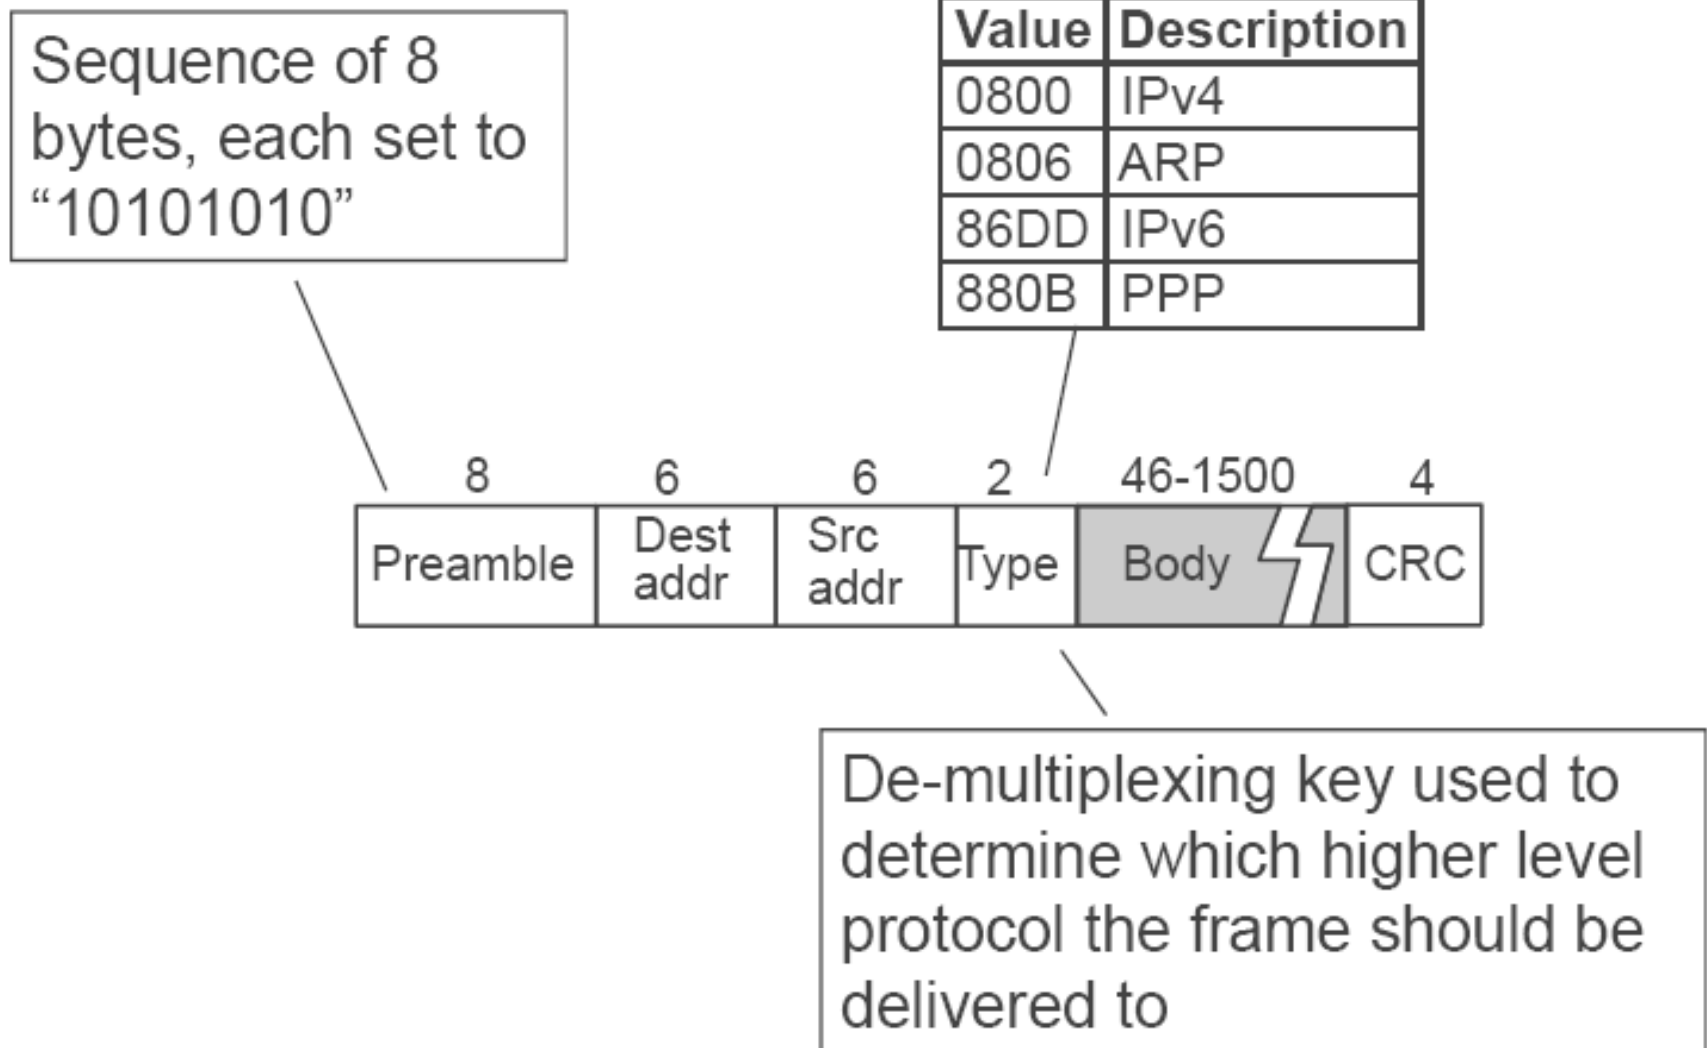 Sequence of 8
bytes, each set to
“10101010”
Value Description
0800 IPv4
0806 ARP
86DD IPv6
880B PPP
8 6 6 2 46-1500 4
Preamble Dest addr Src addr Type Body CRC
De-multiplexing key used to
determine which higher level
protocol the frame should be
delivered to